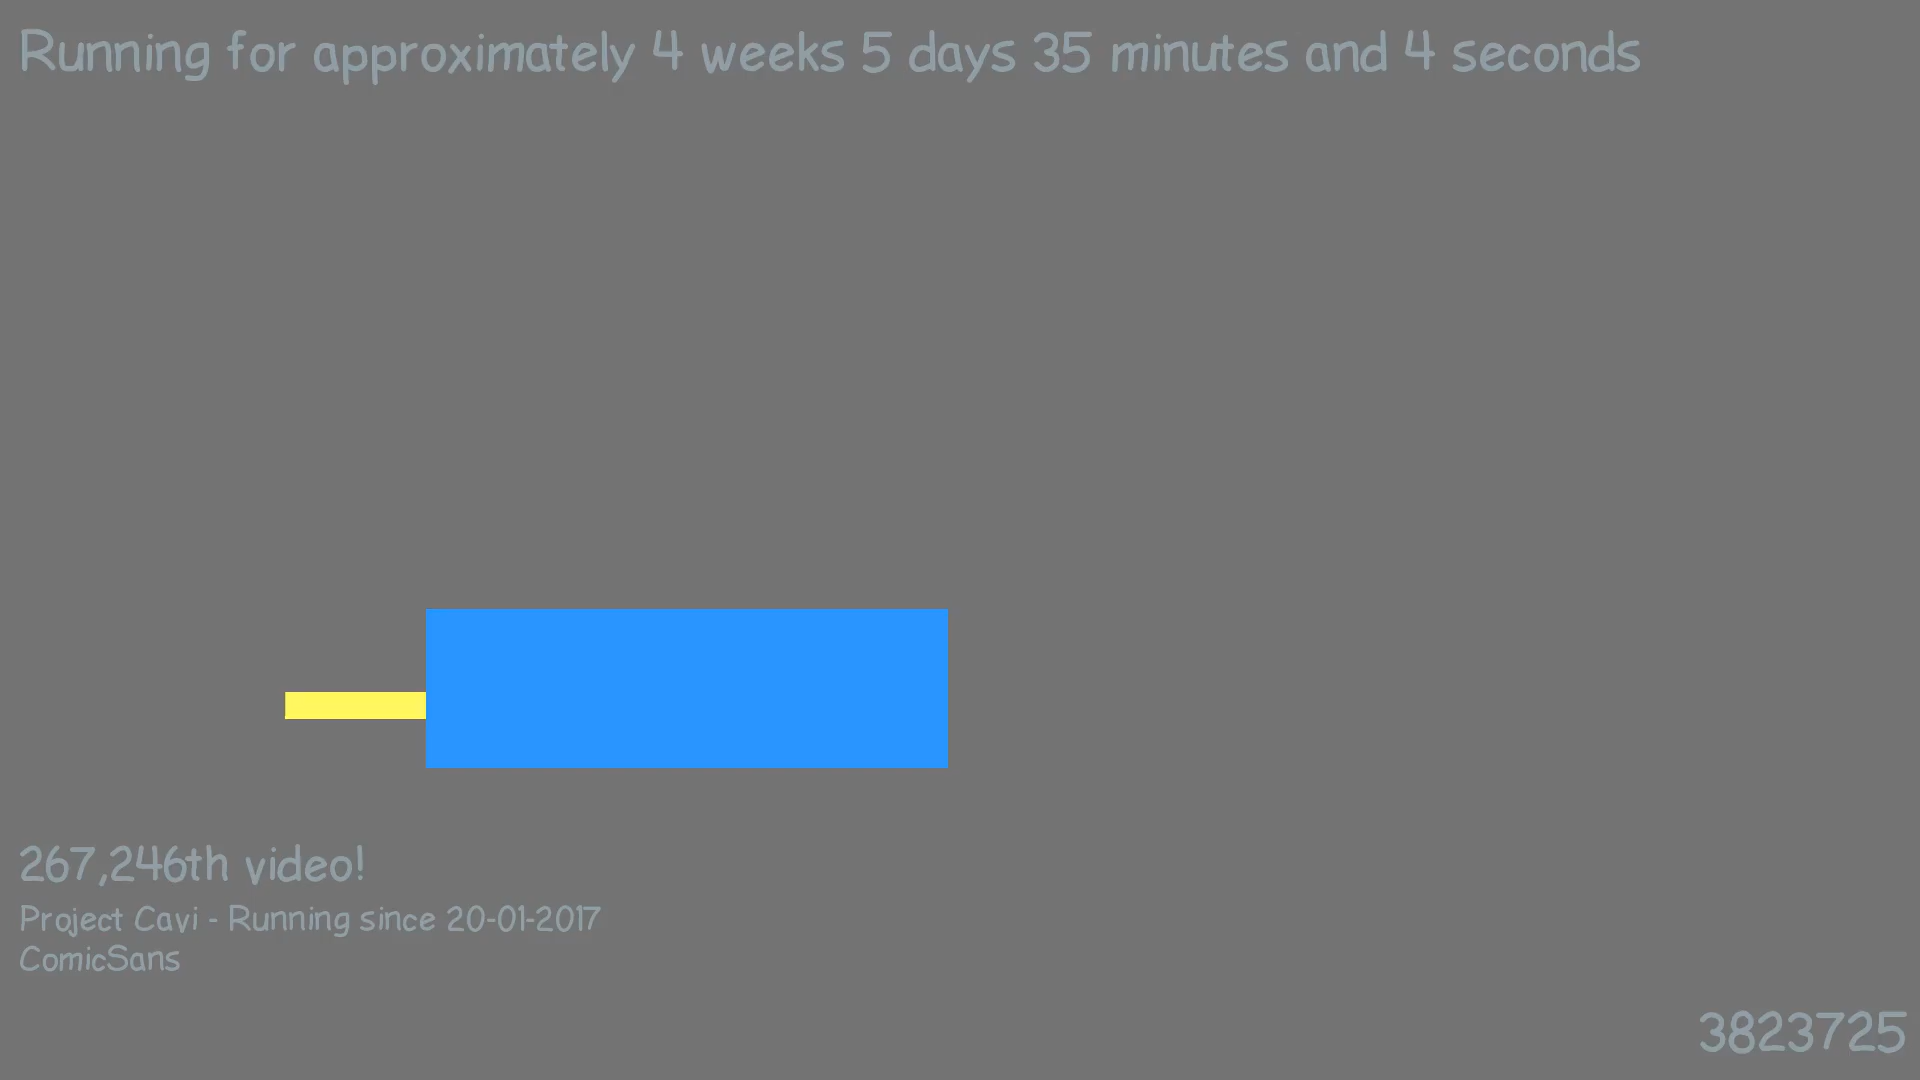 Running for approximately 4 weeks 5 days 35 minutes and 4 seconds
267,246th video!
Project Cavi - Running since 20-01-2017
ComicSans
3823725